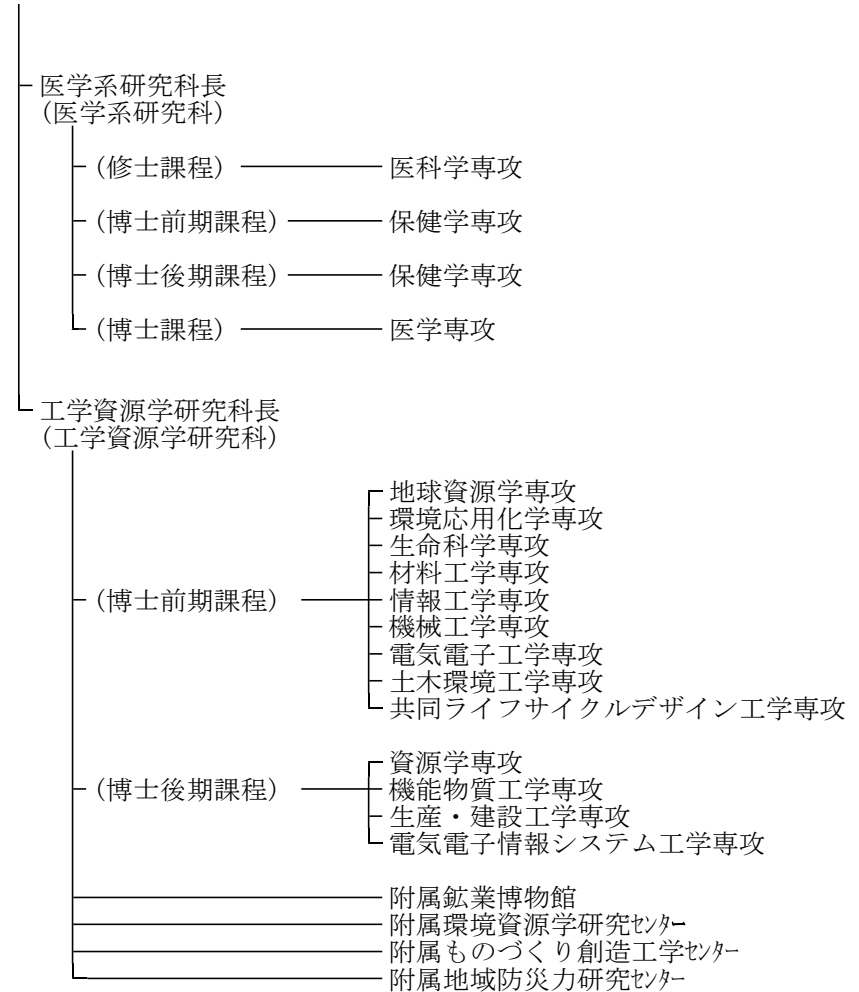 医学系研究科長
(医学系研究科)
(修士課程) 医科学専攻
(博士前期課程) 保健学専攻
(博士後期課程) 保健学専攻
(博士課程) 医学専攻
工学資源学研究科長
(工学資源学研究科)
地球資源学専攻
環境応用化学専攻
生命科学専攻
材料工学専攻
(博士前期課程) 情報工学専攻
機械工学専攻
電気電子工学専攻
土木環境工学専攻
共同ライフサイクルデザイン工学専攻
資源学専攻
(博士後期課程) 機能物質工学専攻
生産・建設工学専攻
電気電子情報システム工学専攻
附属鉱業博物館
附属環境資源学研究ｾﾝﾀｰ
附属ものづくり創造工学ｾﾝﾀｰ
附属地域防災力研究ｾﾝﾀｰ